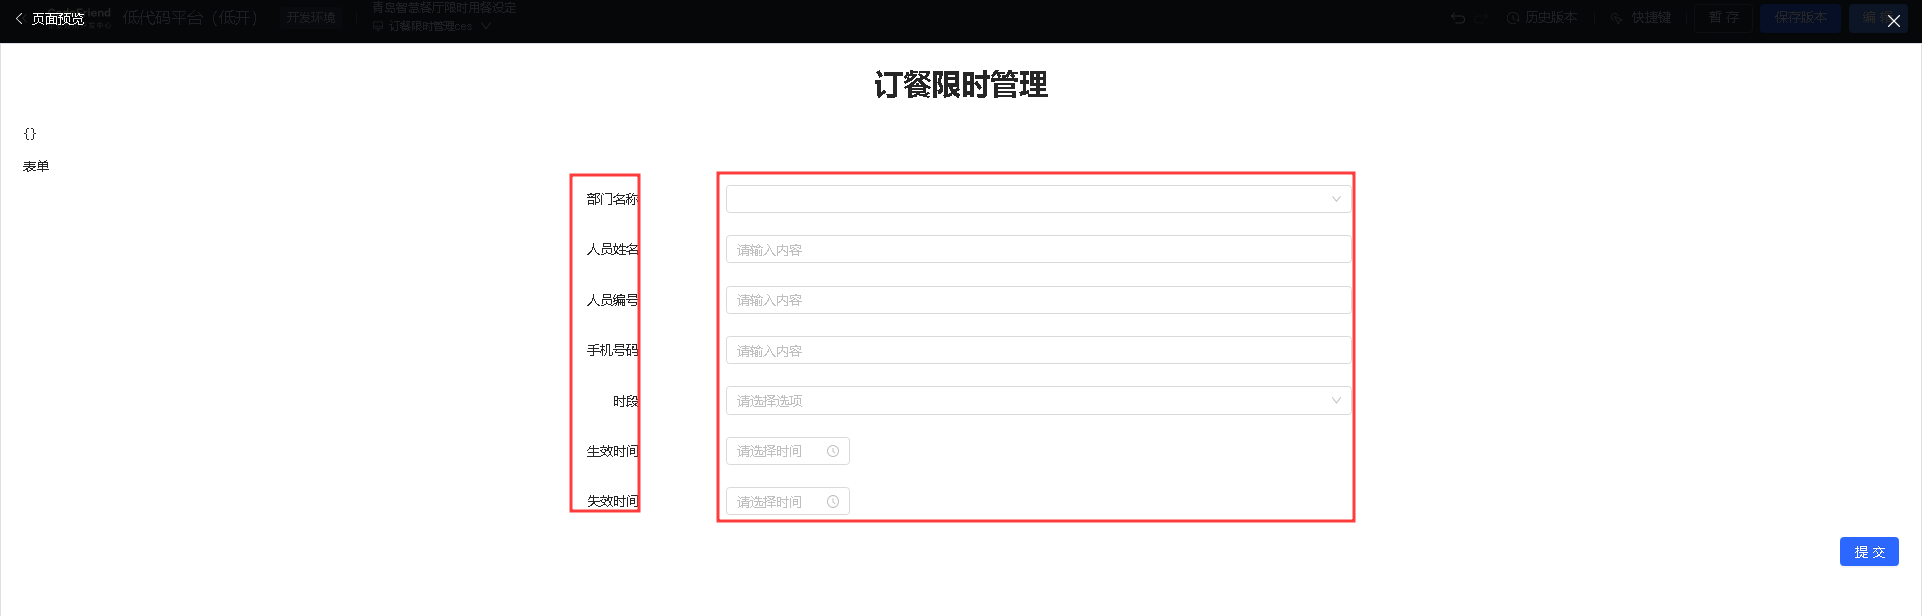 页面预览
低代码平台（低开）
开发环境
青岛智慧餐厅限时用餐设定
订餐限时管理ces
历史版本
快捷键
暂 存
保存版本
订餐限时管理
{}
表单
部门名称
人员姓名 请输入内容
人员编号 请输入内容
手机号码 请输入内容
时段 请选择选项
生效时间 请选择时间
失效时间 请选择时间
提 交